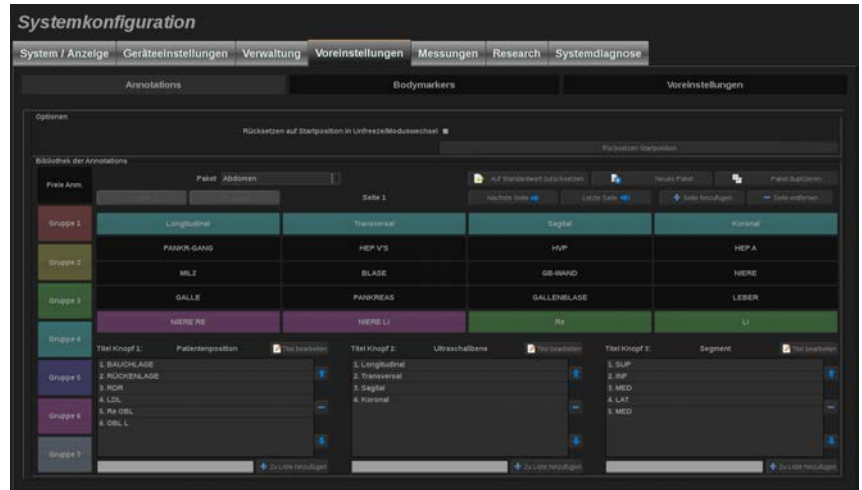 Systemkonfiguration
System / Anzeige Geräteeinstellungen Verwaltung Voreinstellungen Messungen Research Systemdiagnose
Annotations Bodymarkers Voreinstellungen
Optionen
Rücksetzen auf Startposition in Unfreeze/Moduswechsel
Rücksetzen Startposition
Bibliothek der Annotations
Freie Anm. Paket Abdomen Auf Standardwert zurücksetzen Neues Paket Paket duplizieren
Seite 1 Nächste Seite Letzte Seite Seite hinzufügen Seite entfernen
Gruppe 1 Longitudinal Transversal Sagital Koronal
PANKR-GANG HEP V'S HVP HEP A
Gruppe 2
MILZ BLASE GB-WAND NIERE
Gruppe 3 GALLE PANKREAS GALLENBLASE LEBER
NIERE RE NIERE LI Re LI
Gruppe 4
Titel Knopf 1: Patientenposition Titel bearbeiten Titel Knopf 2: Ultraschallbene Titel bearbeiten Titel Knopf 3: Segment Titel bearbeiten
1. BAUCHLAGE 1. Longitudinal 1. SUP
Gruppe 5 2. RÜCKENLAGE 2. Transversal 2. INF
3. RDR 3. Sagital 3. MED
4. LDL 4. Koronal 4. LAT
Gruppe 6 5. Re OBL 5. MED
6. OBL L
Gruppe 7
Zu Liste hinzufügen Zu Liste hinzufügen Zu Liste hinzufügen